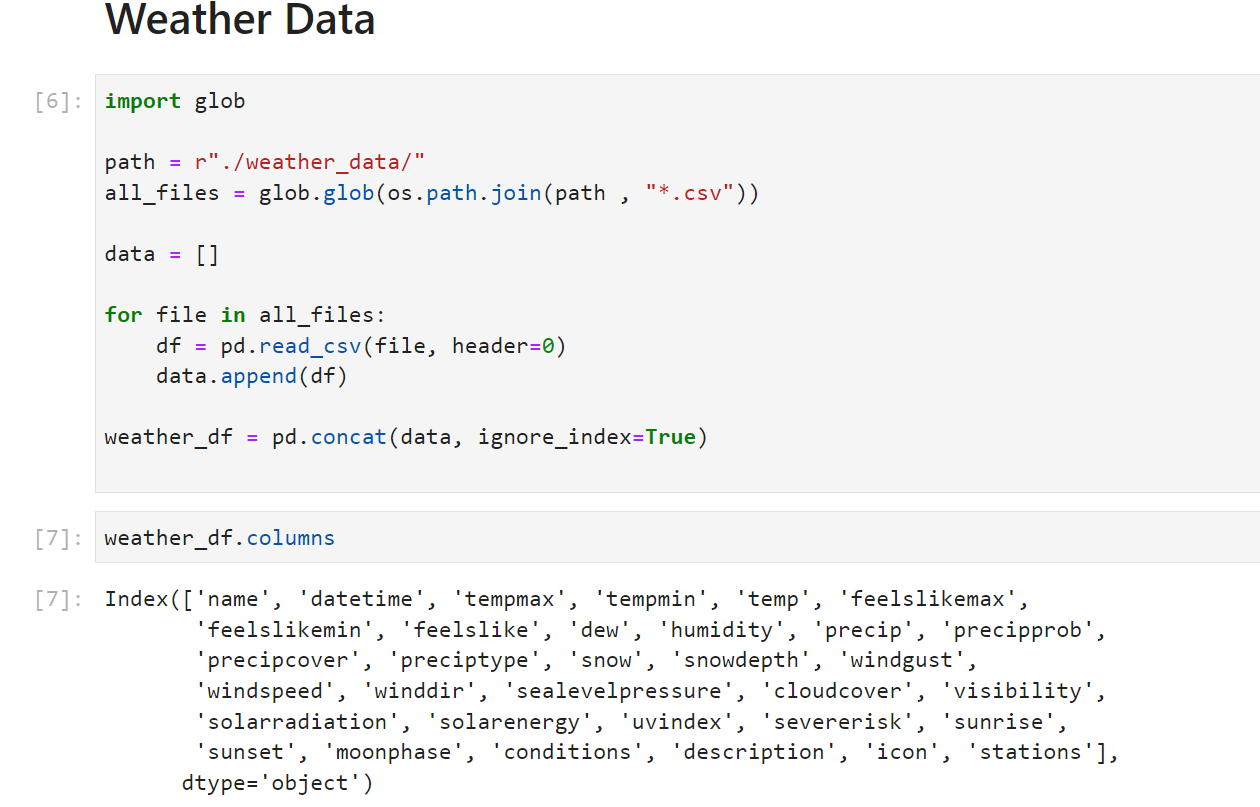 Weather Data
[6]:
import glob
path = r"./weather_data/"
all_files = glob.glob(os.path.join(path , "*.csv"))
data = []
for file in all_files:
    df = pd.read_csv(file, header=0)
    data.append(df)
weather_df = pd.concat(data, ignore_index=True)
[7]:
weather_df.columns
[7]:
Index(['name', 'datetime', 'tempmax', 'tempmin', 'temp', 'feelslikemax',
       'feelslikemin', 'feelslike', 'dew', 'humidity', 'precip', 'precipprob',
       'precipcover', 'preciptype', 'snow', 'snowdepth', 'windgust',
       'windspeed', 'winddir', 'sealevelpressure', 'cloudcover', 'visibility',
       'solarradiation', 'solarenergy', 'uvindex', 'severerisk', 'sunrise',
       'sunset', 'moonphase', 'conditions', 'description', 'icon', 'stations'],
      dtype='object')